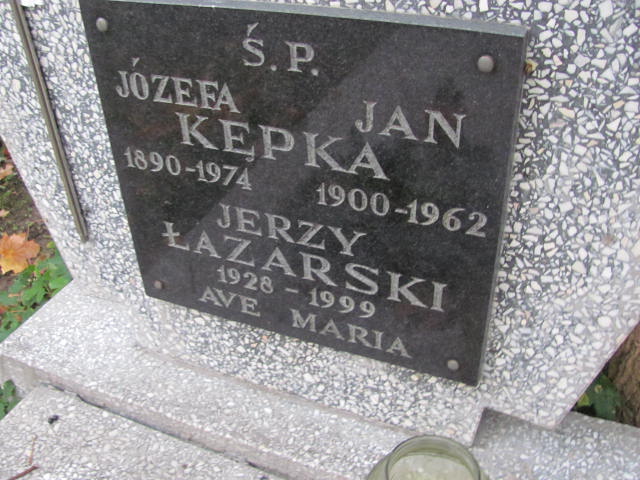 Ś.P.
JÓZEFA JAN
KĘPKA
1890-1974 1900-1962
JERZY
ŁAZARSKI
1928-1999
AVE MARIA